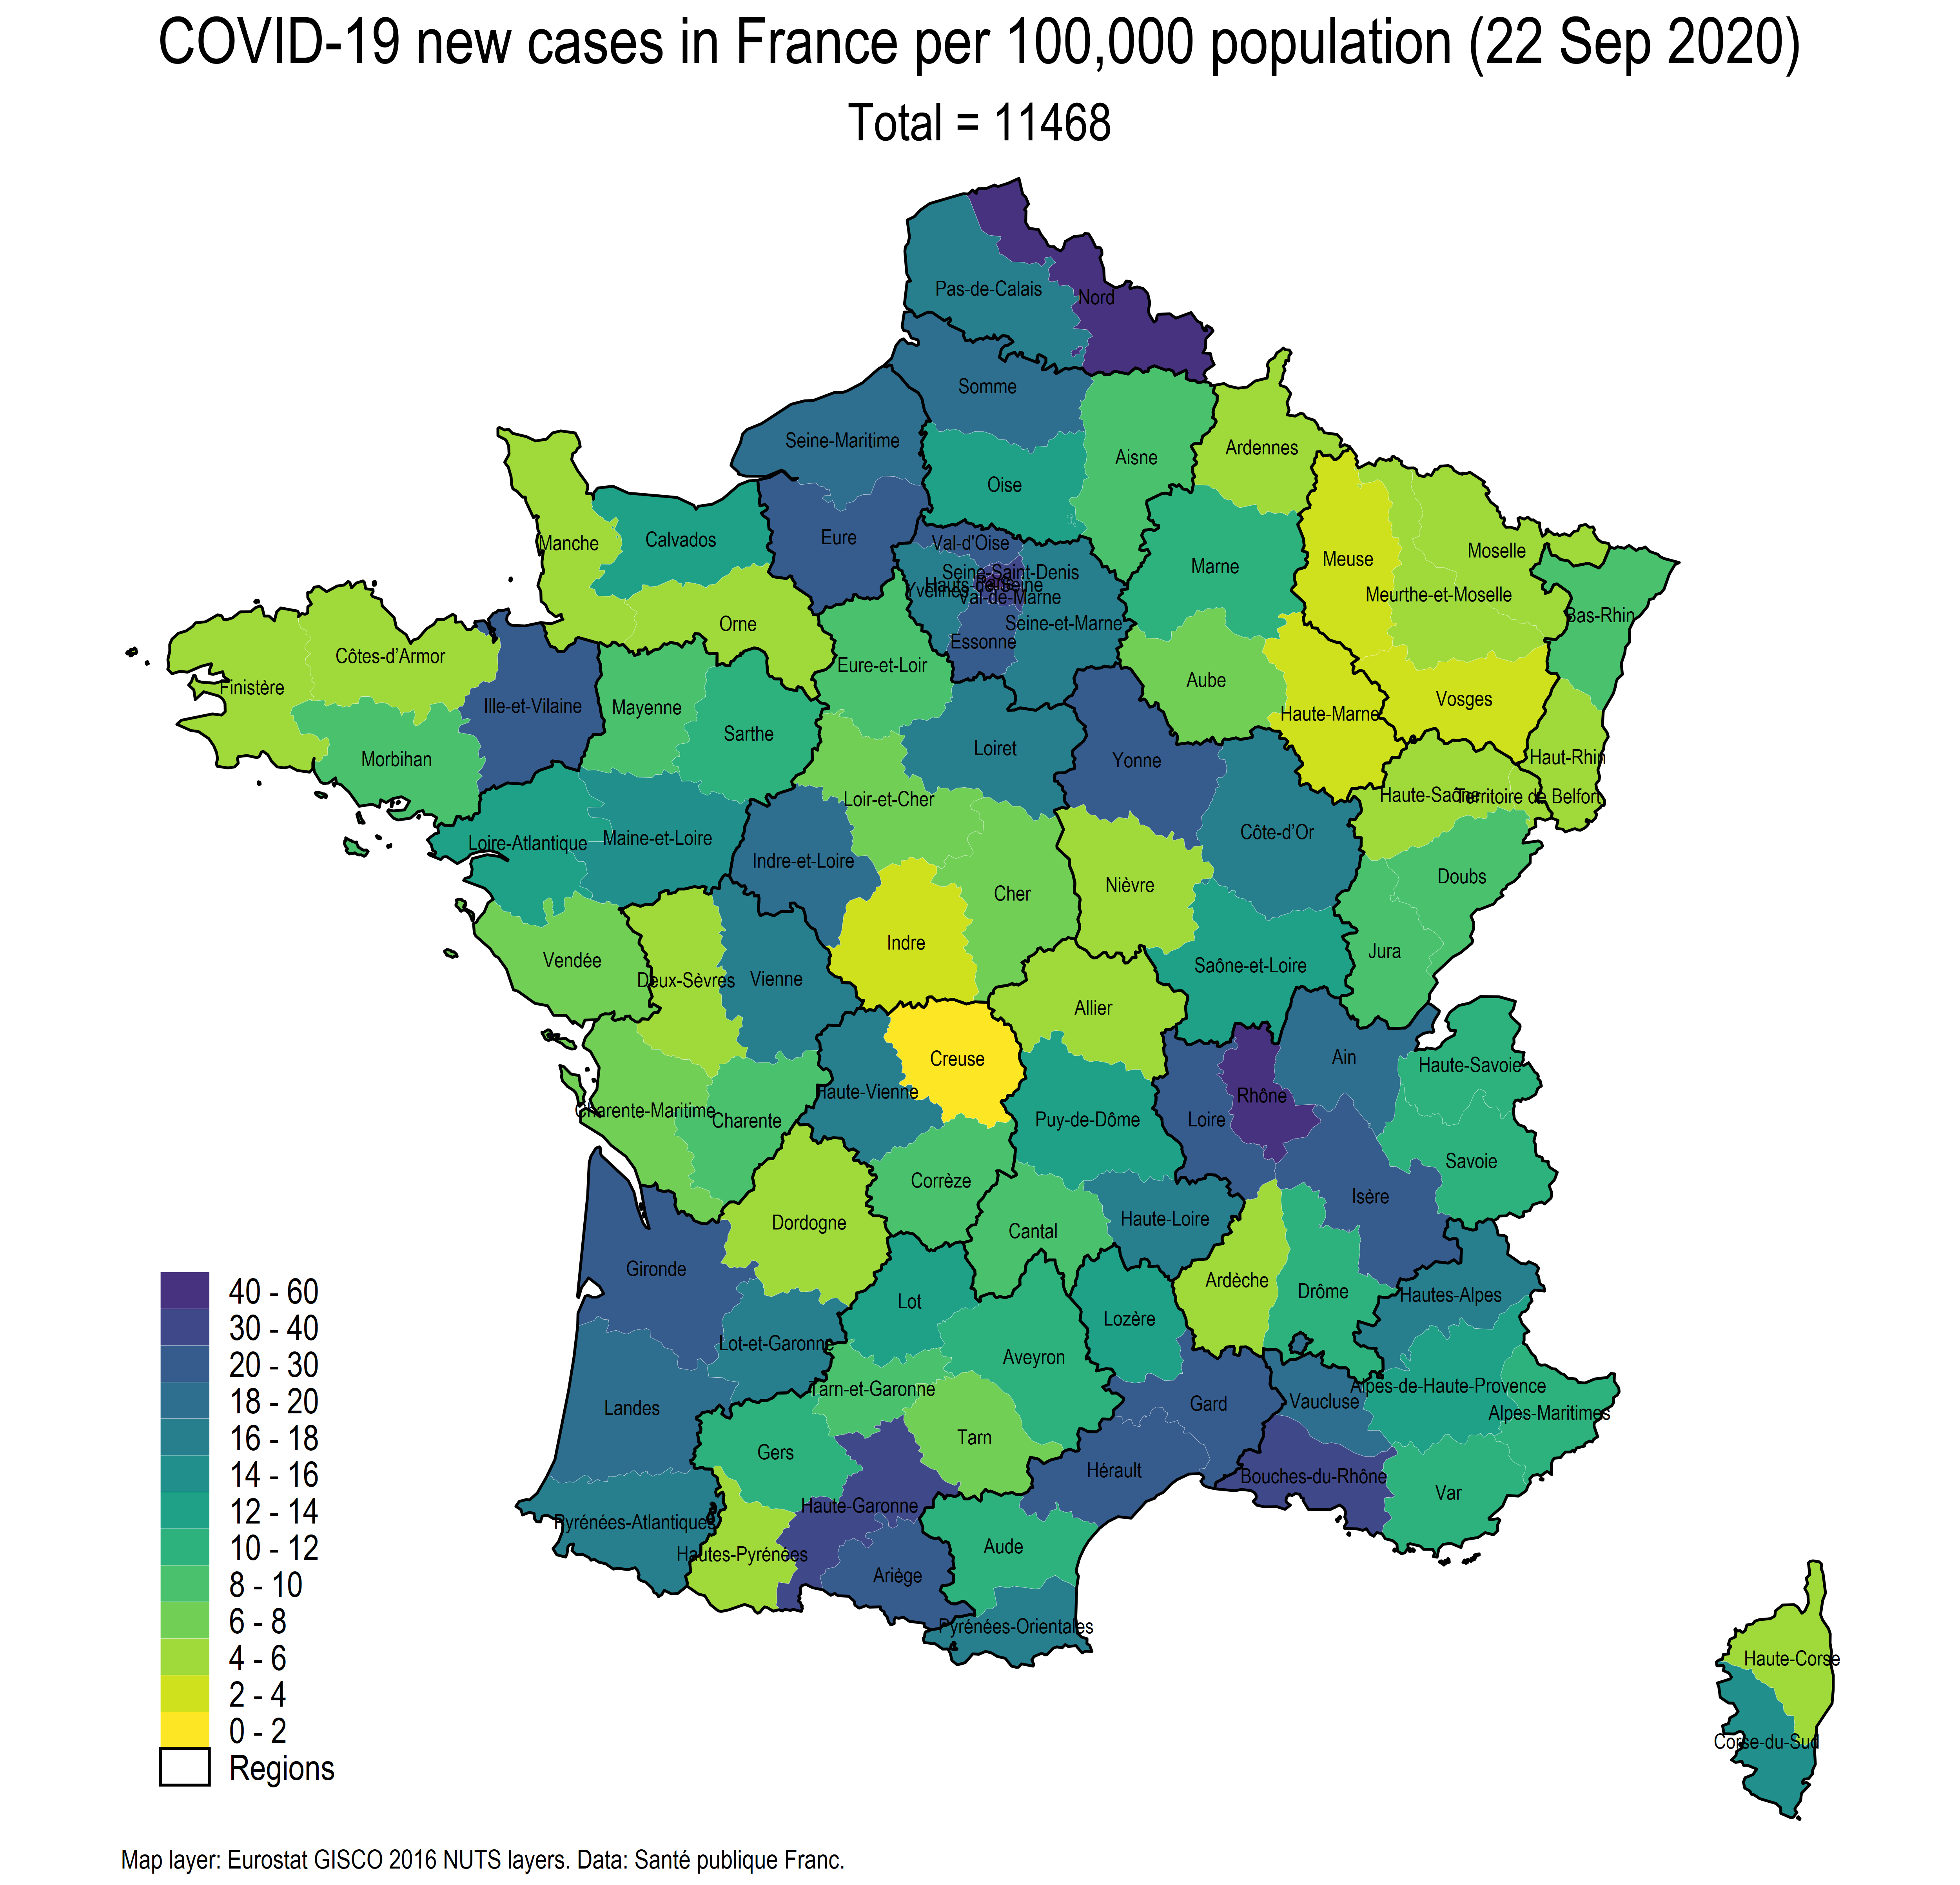 COVID-19 new cases in France per 100,000 population (22 Sep 2020)
Total = 11468
Pas-de-Calais
Nord
Somme
Seine-Maritime
Aisne
Ardennes
Oise
Eure
Calvados
Manche
Val-d'Oise
Marne
Meuse
Moselle
Seine-Saint-Denis
Hauts-de-Seine
Yvelines
Val-de-Marne
Meurthe-et-Moselle
Bas-Rhin
Orne
Seine-et-Marne
Essonne
Côtes-d'Armor
Eure-et-Loir
Finistère
Aube
Vosges
Ille-et-Vilaine
Mayenne
Haute-Marne
Sarthe
Loiret
Morbihan
Yonne
Haut-Rhin
Haute-Saône
Territoire de Belfort
Loir-et-Cher
Côte-d'Or
Maine-et-Loire
Loire-Atlantique
Indre-et-Loire
Doubs
Nièvre
Cher
Indre
Jura
Vendée
Saône-et-Loire
Deux-Sèvres
Vienne
Allier
Creuse
Ain
Haute-Savoie
Haute-Vienne
Rhône
Charente-Maritime
Charente
Puy-de-Dôme
Loire
Savoie
Corrèze
Isère
Dordogne
Haute-Loire
Cantal
Gironde
Ardèche
Drôme
Hautes-Alpes
Lot
Lozère
Lot-et-Garonne
Aveyron
Tarn-et-Garonne
Alpes-de-Haute-Provence
Vaucluse
Gard
Landes
Alpes-Maritimes
Tarn
Gers
Hérault
Bouches-du-Rhône
Var
Haute-Garonne
Pyrénées-Atlantiques
Aude
Hautes-Pyrénées
Ariège
Pyrénées-Orientales
Haute-Corse
Corse-du-Sud
40 - 60
30 - 40
20 - 30
18 - 20
16 - 18
14 - 16
12 - 14
10 - 12
8 - 10
6 - 8
4 - 6
2 - 4
0 - 2
Regions
Map layer: Eurostat GISCO 2016 NUTS layers. Data: Santé publique Franc.